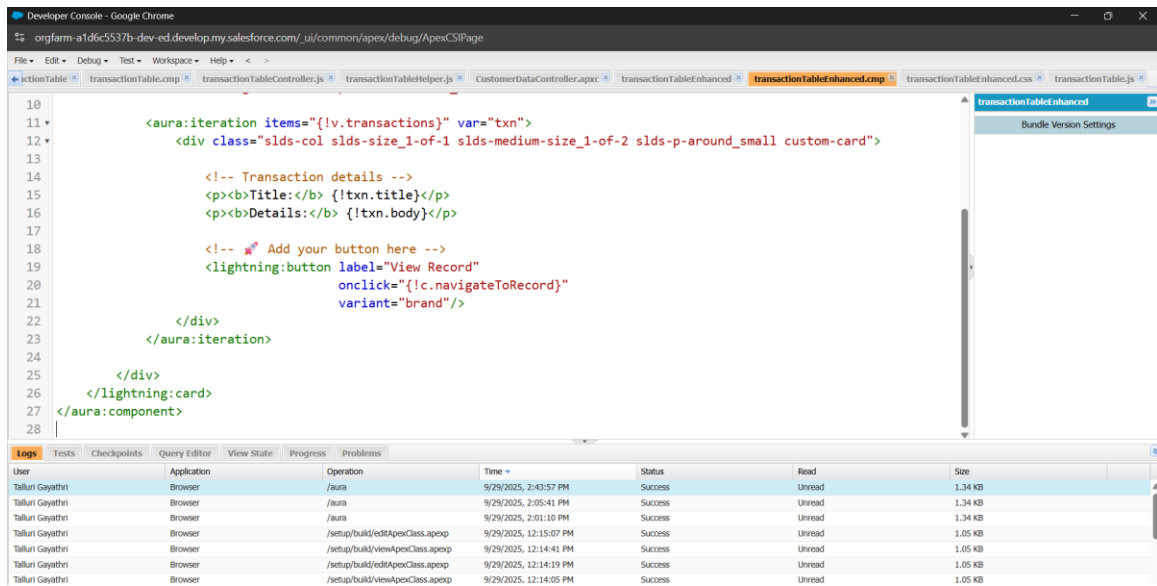 Developer Console - Google Chrome
orgfarm-a1d6c5537b-dev-ed.develop.my.salesforce.com/_ui/common/apex/debug/ApexCSIPage
File Edit Debug Test Workspace Help < >
ctionTable transactionTable.cmp transactionTableController.js transactionTableHelper.js CustomerDataController.apxc transactionTableEnhanced transactionTableEnhanced.cmp transactionTableEnhanced.css transactionTable.js
transactionTableEnhanced
Bundle Version Settings
10
11 <aura:iteration items="{!v.transactions}" var="txn">
12 <div class="slds-col slds-size_1-of-1 slds-medium-size_1-of-2 slds-p-around_small custom-card">
13
14 <!-- Transaction details -->
15 <p><b>Title:</b> {!txn.title}</p>
16 <p><b>Details:</b> {!txn.body}</p>
17
18 <!-- 🚀 Add your button here -->
19 <lightning:button label="View Record"
20 onclick="{!c.navigateToRecord}"
21 variant="brand"/>
22 </div>
23 </aura:iteration>
24
25 </div>
26 </lightning:card>
27 </aura:component>
28
Logs Tests Checkpoints Query Editor View State Progress Problems
User Application Operation Time Status Read Size
Talluri Gayathri Browser /aura 9/29/2025, 2:43:57 PM Success Unread 1.34 KB
Talluri Gayathri Browser /aura 9/29/2025, 2:05:41 PM Success Unread 1.34 KB
Talluri Gayathri Browser /aura 9/29/2025, 2:01:10 PM Success Unread 1.34 KB
Talluri Gayathri Browser /setup/build/editApexClass.apexp 9/29/2025, 12:15:07 PM Success Unread 1.05 KB
Talluri Gayathri Browser /setup/build/viewApexClass.apexp 9/29/2025, 12:14:41 PM Success Unread 1.05 KB
Talluri Gayathri Browser /setup/build/editApexClass.apexp 9/29/2025, 12:14:19 PM Success Unread 1.05 KB
Talluri Gayathri Browser /setup/build/viewApexClass.apexp 9/29/2025, 12:14:05 PM Success Unread 1.05 KB